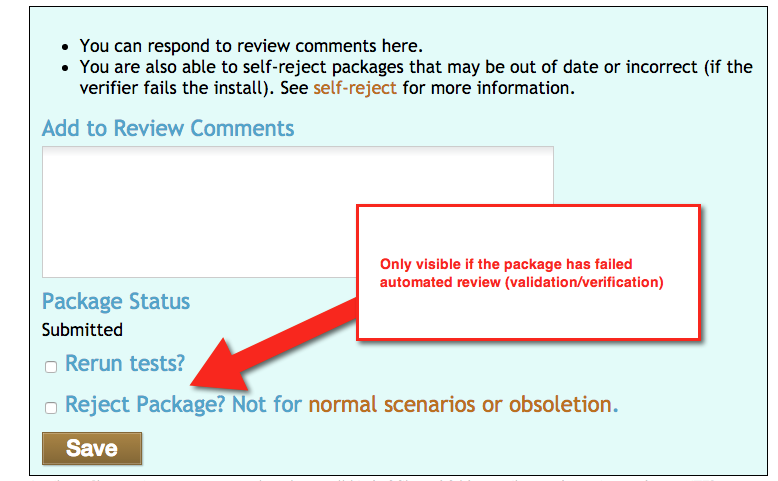 You can respond to review comments here.
You are also able to self-reject packages that may be out of date or incorrect (if the
verifier fails the install). See self-reject for more information.
Add to Review Comments
Only visible if the package has failed
automated review (validation/verification)
Package Status
Submitted
Rerun tests?
Reject Package? Not for normal scenarios or obsoletion.
Save